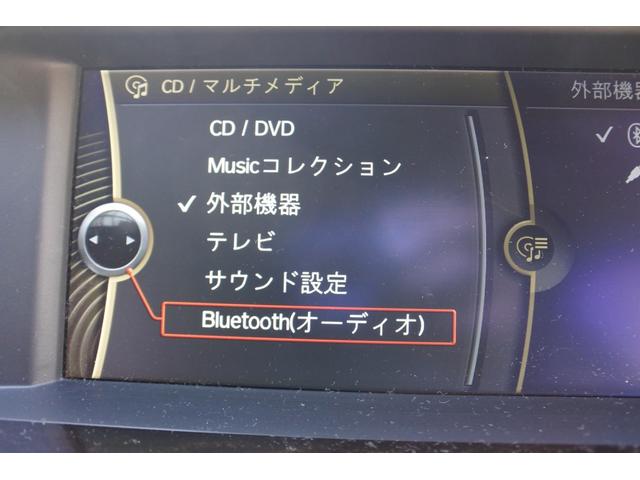 CD / マルチメディア
外部機器
CD / DVD
Musicコレクション
✓ 外部機器
✓
テレビ
サウンド設定
Bluetooth(オーディオ)